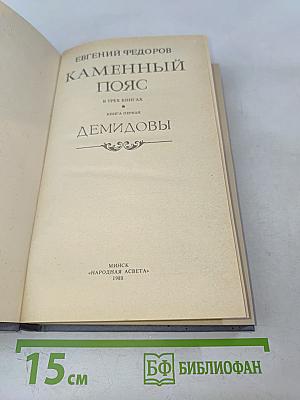 ЕВГЕНИЙ ФЕДОРОВ
КАМЕННЫЙ
ПОЯС
В ТРЕХ КНИГАХ
КНИГА ПЕРВАЯ
ДЕМИДОВЫ
МИНСК
«НАРОДНАЯ АСВЕТА»
1988
15 см
БФ БИБЛИОФАН